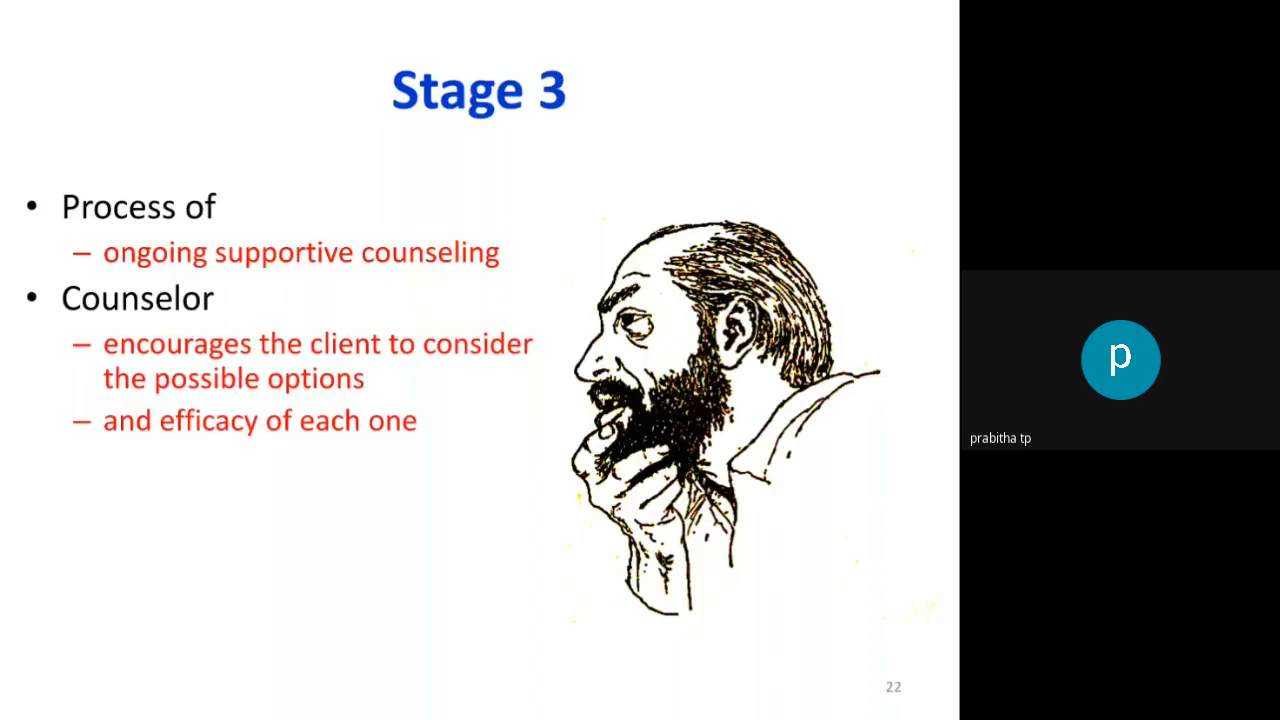 Stage 3
• Process of
– ongoing supportive counseling
• Counselor
– encourages the client to consider
the possible options
– and efficacy of each one
22
p
prabitha tp